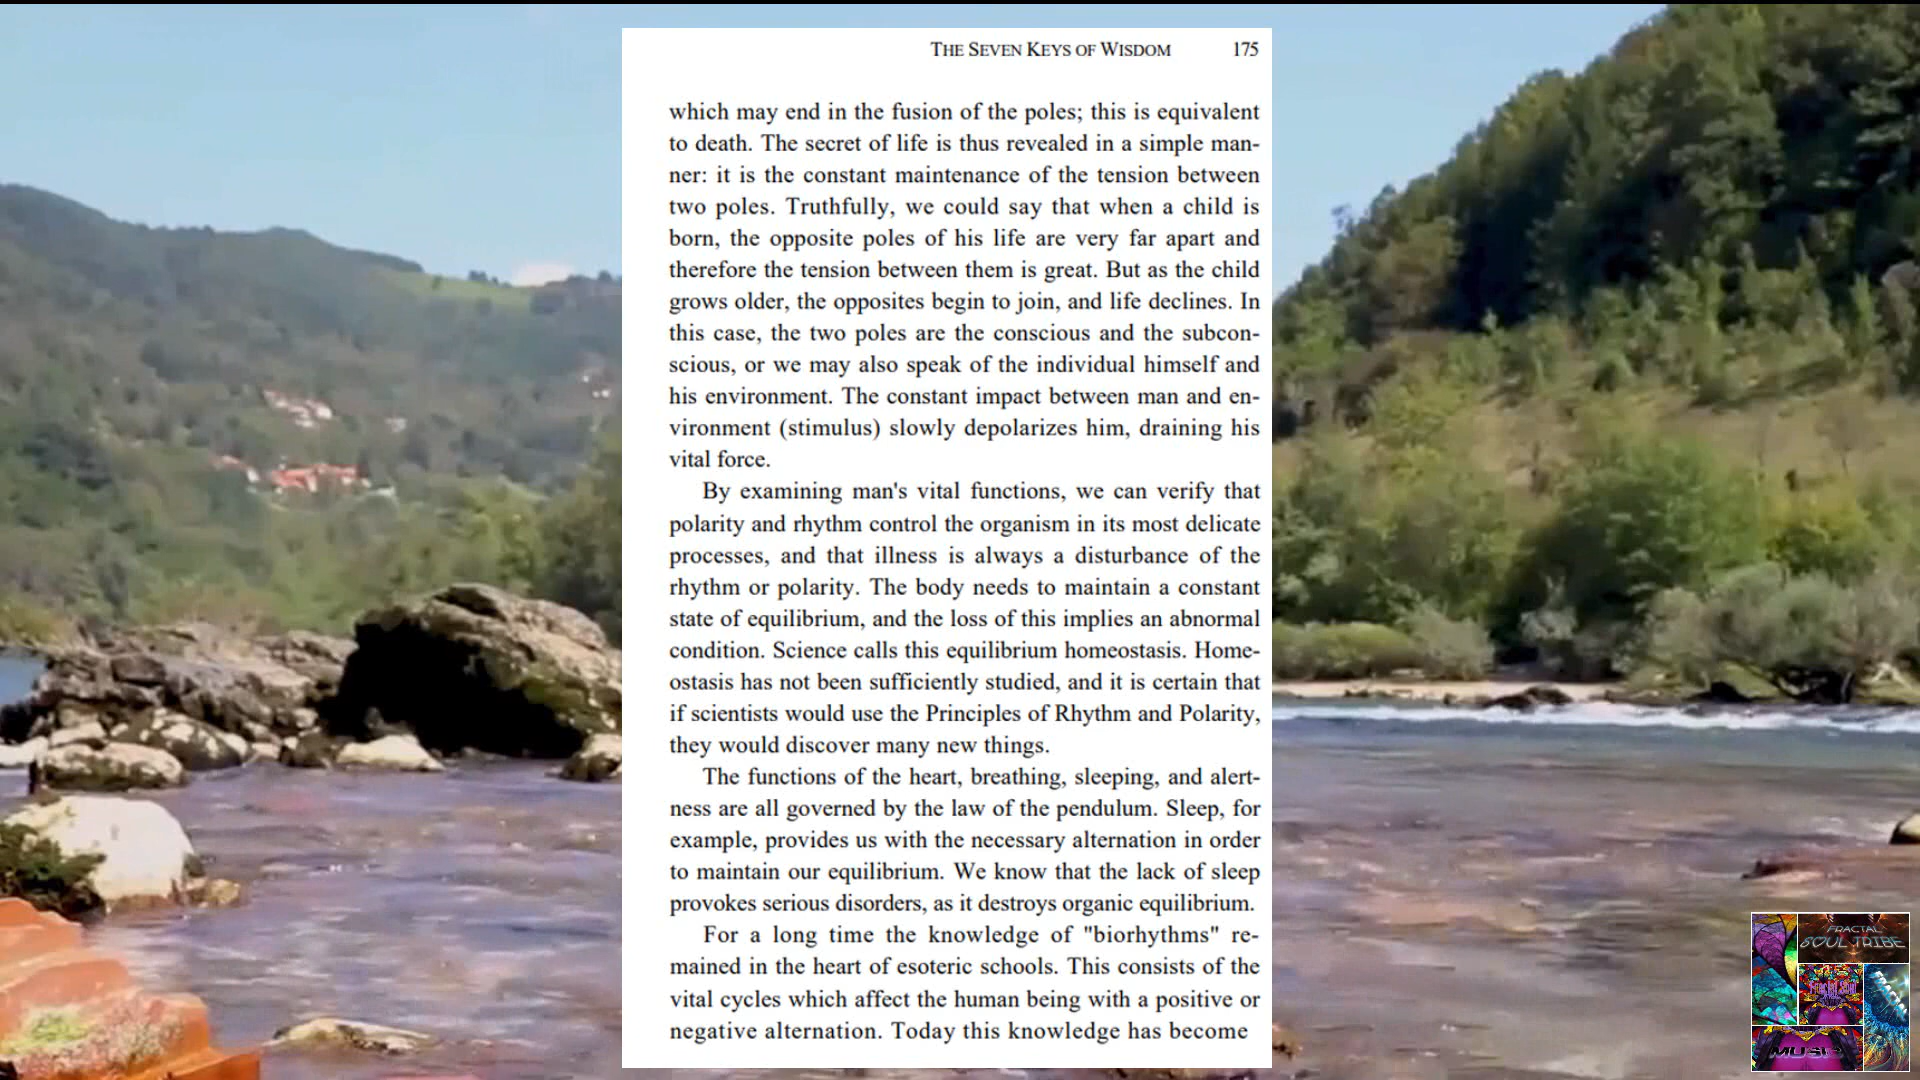 THE SEVEN KEYS OF WISDOM 175
which may end in the fusion of the poles; this is equivalent
to death. The secret of life is thus revealed in a simple man-
ner: it is the constant maintenance of the tension between
two poles. Truthfully, we could say that when a child is
born, the opposite poles of his life are very far apart and
therefore the tension between them is great. But as the child
grows older, the opposites begin to join, and life declines. In
this case, the two poles are the conscious and the subcon-
scious, or we may also speak of the individual himself and
his environment. The constant impact between man and en-
vironment (stimulus) slowly depolarizes him, draining his
vital force.
By examining man's vital functions, we can verify that
polarity and rhythm control the organism in its most delicate
processes, and that illness is always a disturbance of the
rhythm or polarity. The body needs to maintain a constant
state of equilibrium, and the loss of this implies an abnormal
condition. Science calls this equilibrium homeostasis. Home-
ostasis has not been sufficiently studied, and it is certain that
if scientists would use the Principles of Rhythm and Polarity,
they would discover many new things.
The functions of the heart, breathing, sleeping, and alert-
ness are all governed by the law of the pendulum. Sleep, for
example, provides us with the necessary alternation in order
to maintain our equilibrium. We know that the lack of sleep
provokes serious disorders, as it destroys organic equilibrium.
For a long time the knowledge of "biorhythms" re-
mained in the heart of esoteric schools. This consists of the
vital cycles which affect the human being with a positive or
negative alternation. Today this knowledge has become
FRACTAL
SOUL TRIBE
Fractal Soul
MUSIC